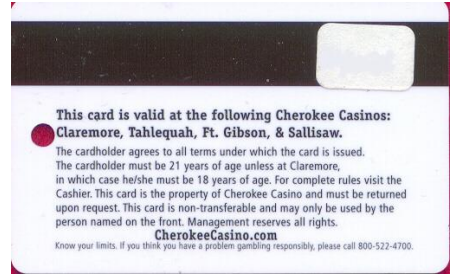 This card is valid at the following Cherokee Casinos:
Claremore, Tahlequah, Ft. Gibson, & Sallisaw.
The cardholder agrees to all terms under which the card is issued.
The cardholder must be 21 years of age unless at Claremore,
in which case he/she must be 18 years of age. For complete rules visit the
Cashier. This card is the property of Cherokee Casino and must be returned
upon request. This card is non-transferable and may only be used by the
person named on the front. Management reserves all rights.
CherokeeCasino.com
Know your limits. If you think you have a problem gambling responsibly, please call 800-522-4700.